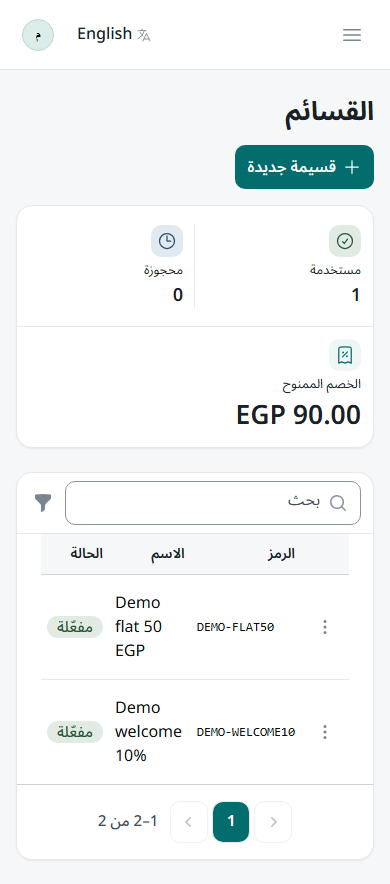 م
English
القسائم
قسيمة جديدة
مستخدمة
1
محجوزة
0
الخصم الممنوح
EGP 90.00
بحث
الرمز الاسم الحالة
DEMO-FLAT50
Demo
flat 50
EGP
مفعّلة
DEMO-WELCOME10
Demo
welcome
10%
مفعّلة
1
1–2 من 2